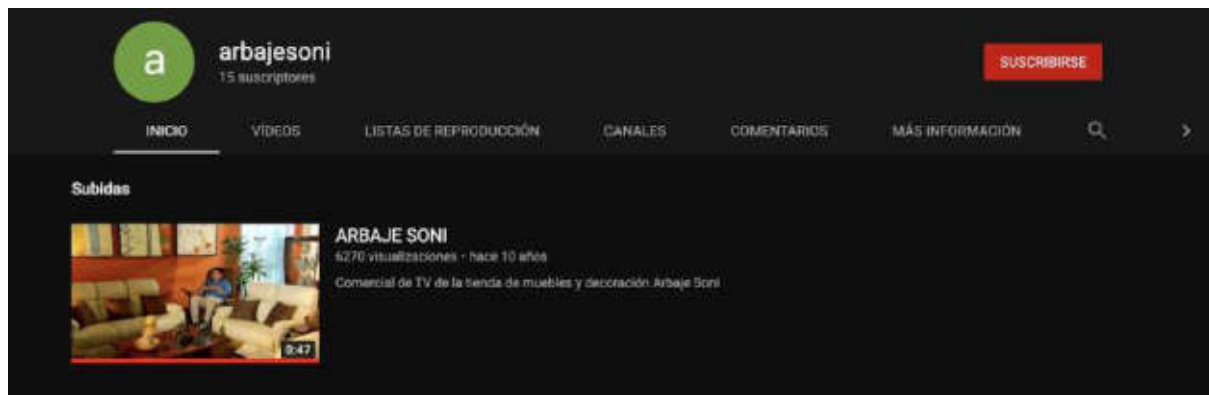 a
arbajesoni
15 suscriptores
SUSCRIBIRSE
INICIO VÍDEOS LISTAS DE REPRODUCCIÓN CANALES COMENTARIOS MÁS INFORMACIÓN
Subidas
ARBAJE SONI
6270 visualizaciones · hace 10 años
Comercial de TV de la tienda de muebles y decoración Arbaje Soni
0:47